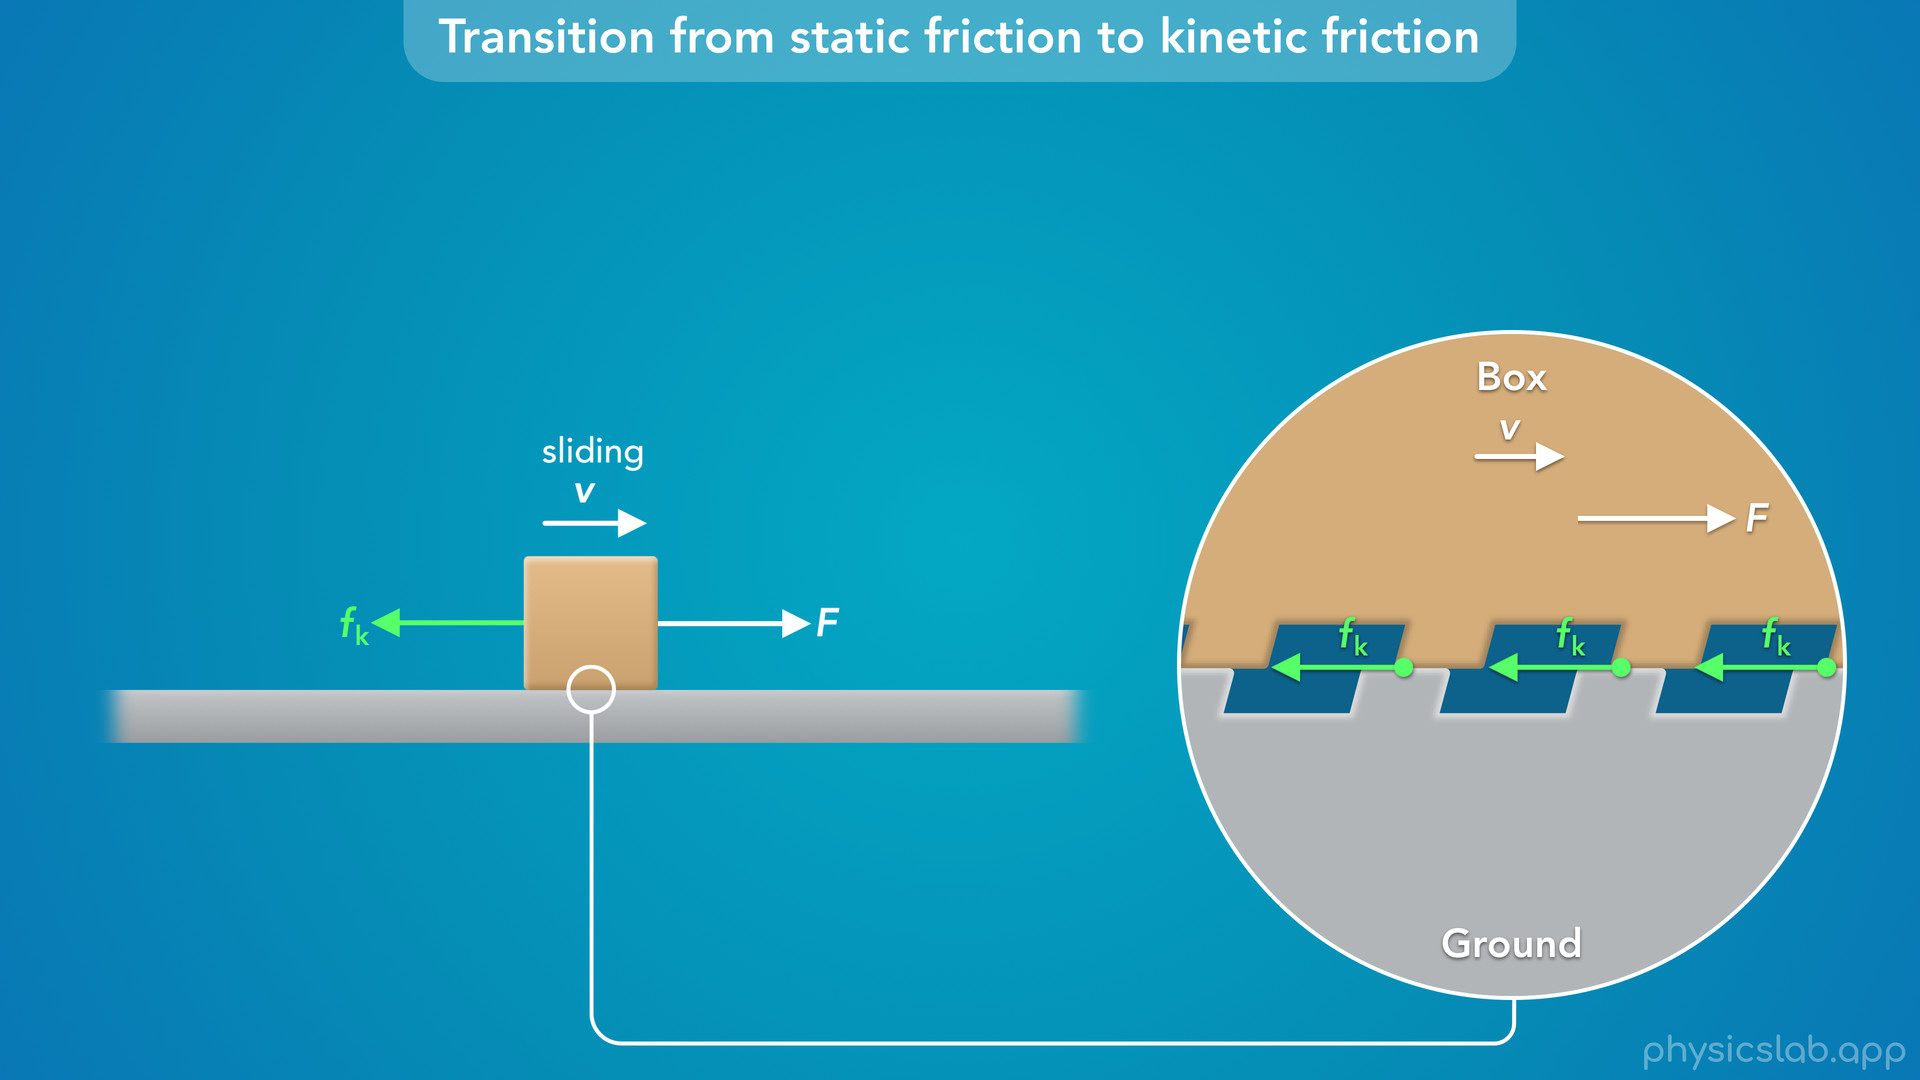 Transition from static friction to kinetic friction
sliding
v
fk
F
Box
v
F
fk
fk
fk
Ground
physicslab.app